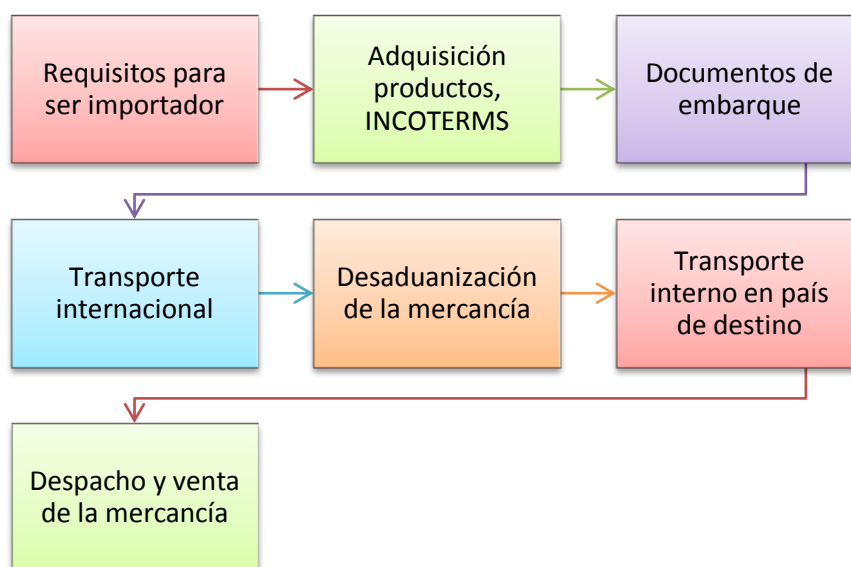 Requisitos para
ser importador
Adquisición
productos,
INCOTERMS
Documentos de
embarque
Transporte
internacional
Desaduanización
de la mercancía
Transporte
interno en país
de destino
Despacho y venta
de la mercancía